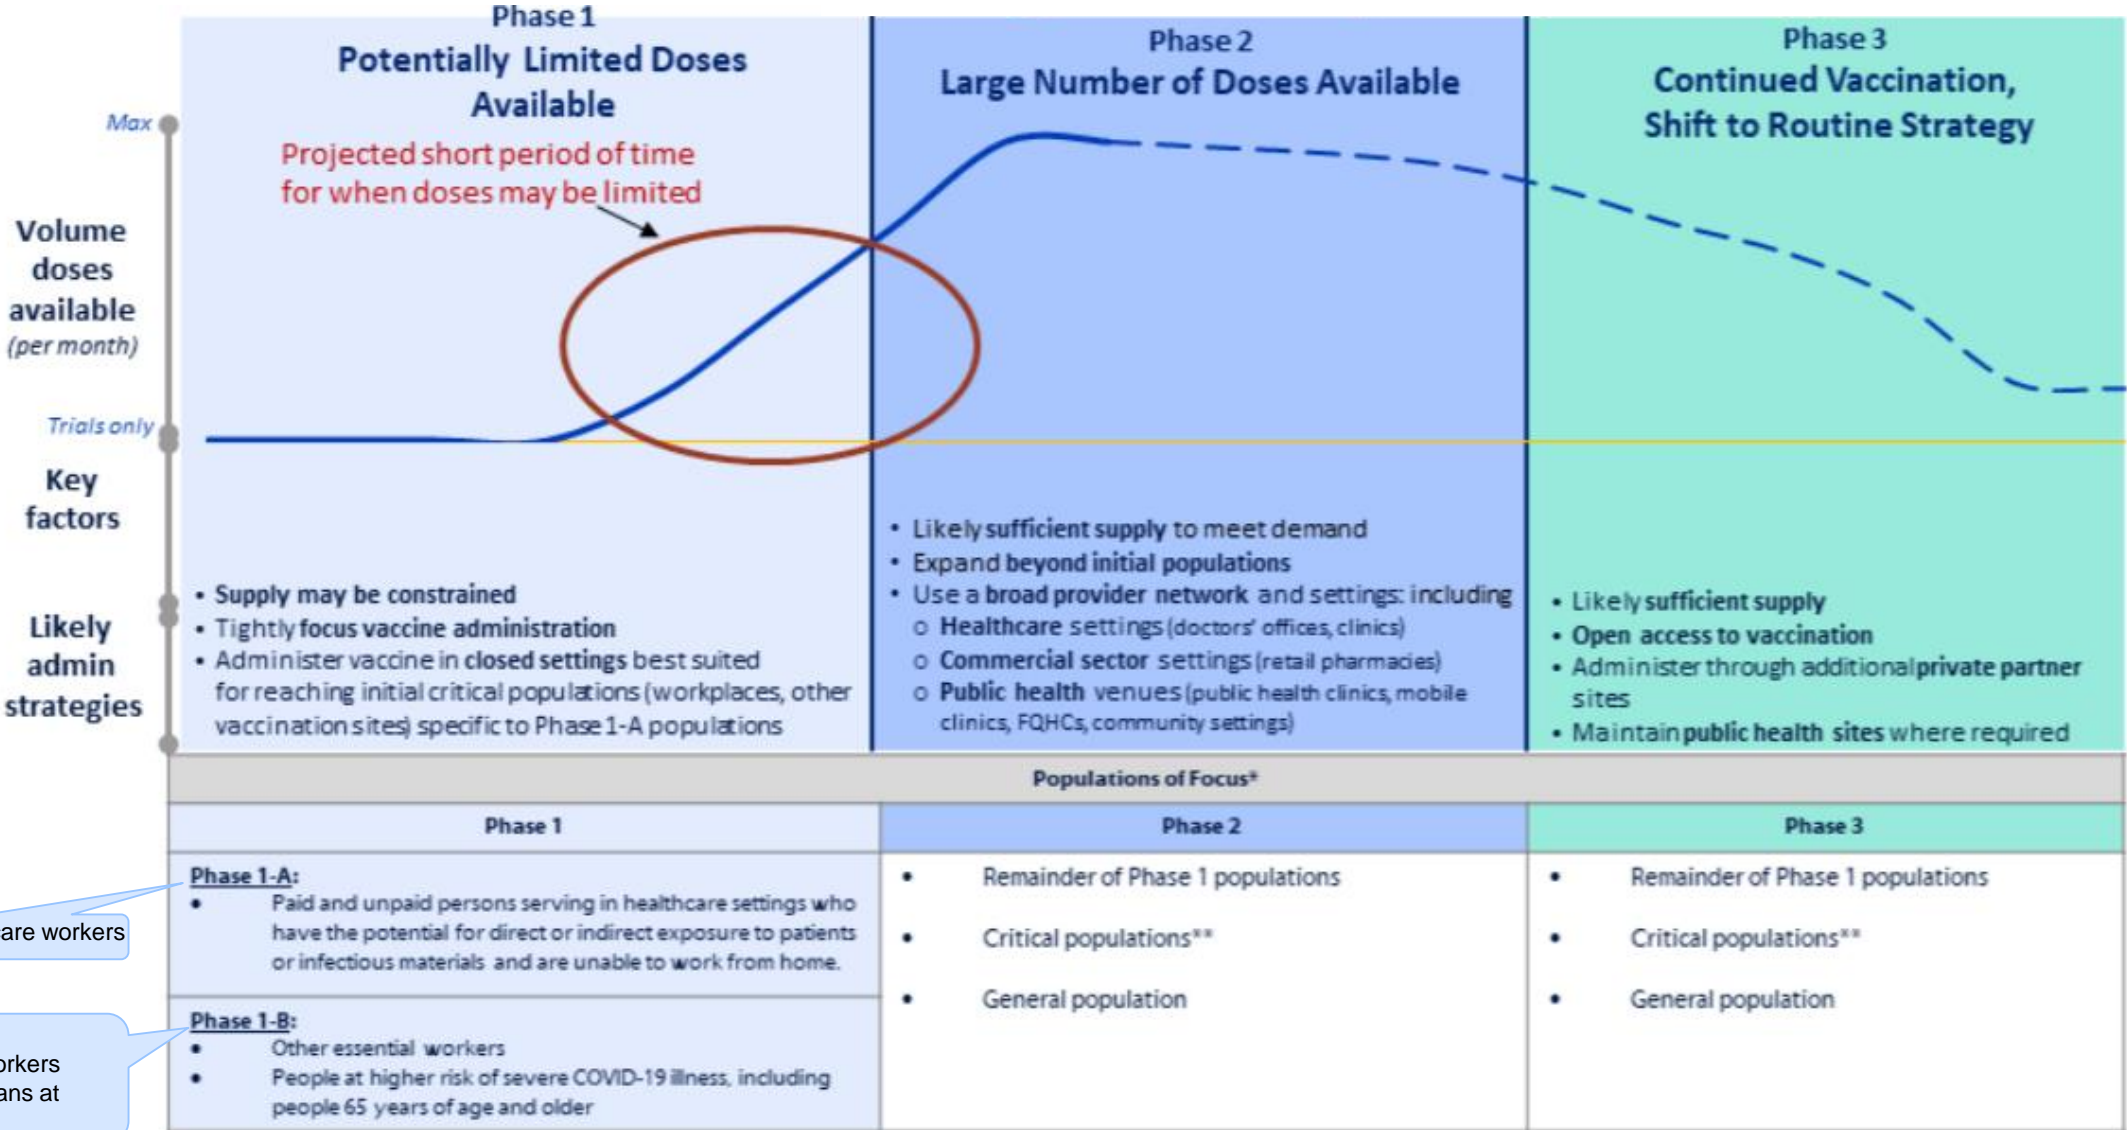 Phase 1
Potentially Limited Doses
Available
Projected short period of time
for when doses may be limited
Phase 2
Large Number of Doses Available
Phase 3
Continued Vaccination,
Shift to Routine Strategy
Max
Volume
doses
available
(per month)
Trials only
Key
factors
Likely
admin
strategies
• Supply may be constrained
• Tightly focus vaccine administration
• Administer vaccine in closed settings best suited
for reaching initial critical populations (workplaces, other
vaccination sites) specific to Phase 1-A populations
• Likely sufficient supply to meet demand
• Expand beyond initial populations
• Use a broad provider network and settings: including
o Healthcare settings (doctors' offices, clinics)
o Commercial sector settings (retail pharmacies)
o Public health venues (public health clinics, mobile
clinics, FQHCs, community settings)
• Likely sufficient supply
• Open access to vaccination
• Administer through additional private partner
sites
• Maintain public health sites where required
Populations of Focus*
Phase 1
Phase 2
Phase 3
Phase 1-A:
• Paid and unpaid persons serving in healthcare settings who
have the potential for direct or indirect exposure to patients
or infectious materials and are unable to work from home.
Phase 1-B:
• Other essential workers
• People at higher risk of severe COVID-19 illness, including
people 65 years of age and older
• Remainder of Phase 1 populations
• Critical populations**
• General population
• Remainder of Phase 1 populations
• Critical populations**
• General population
workers
at